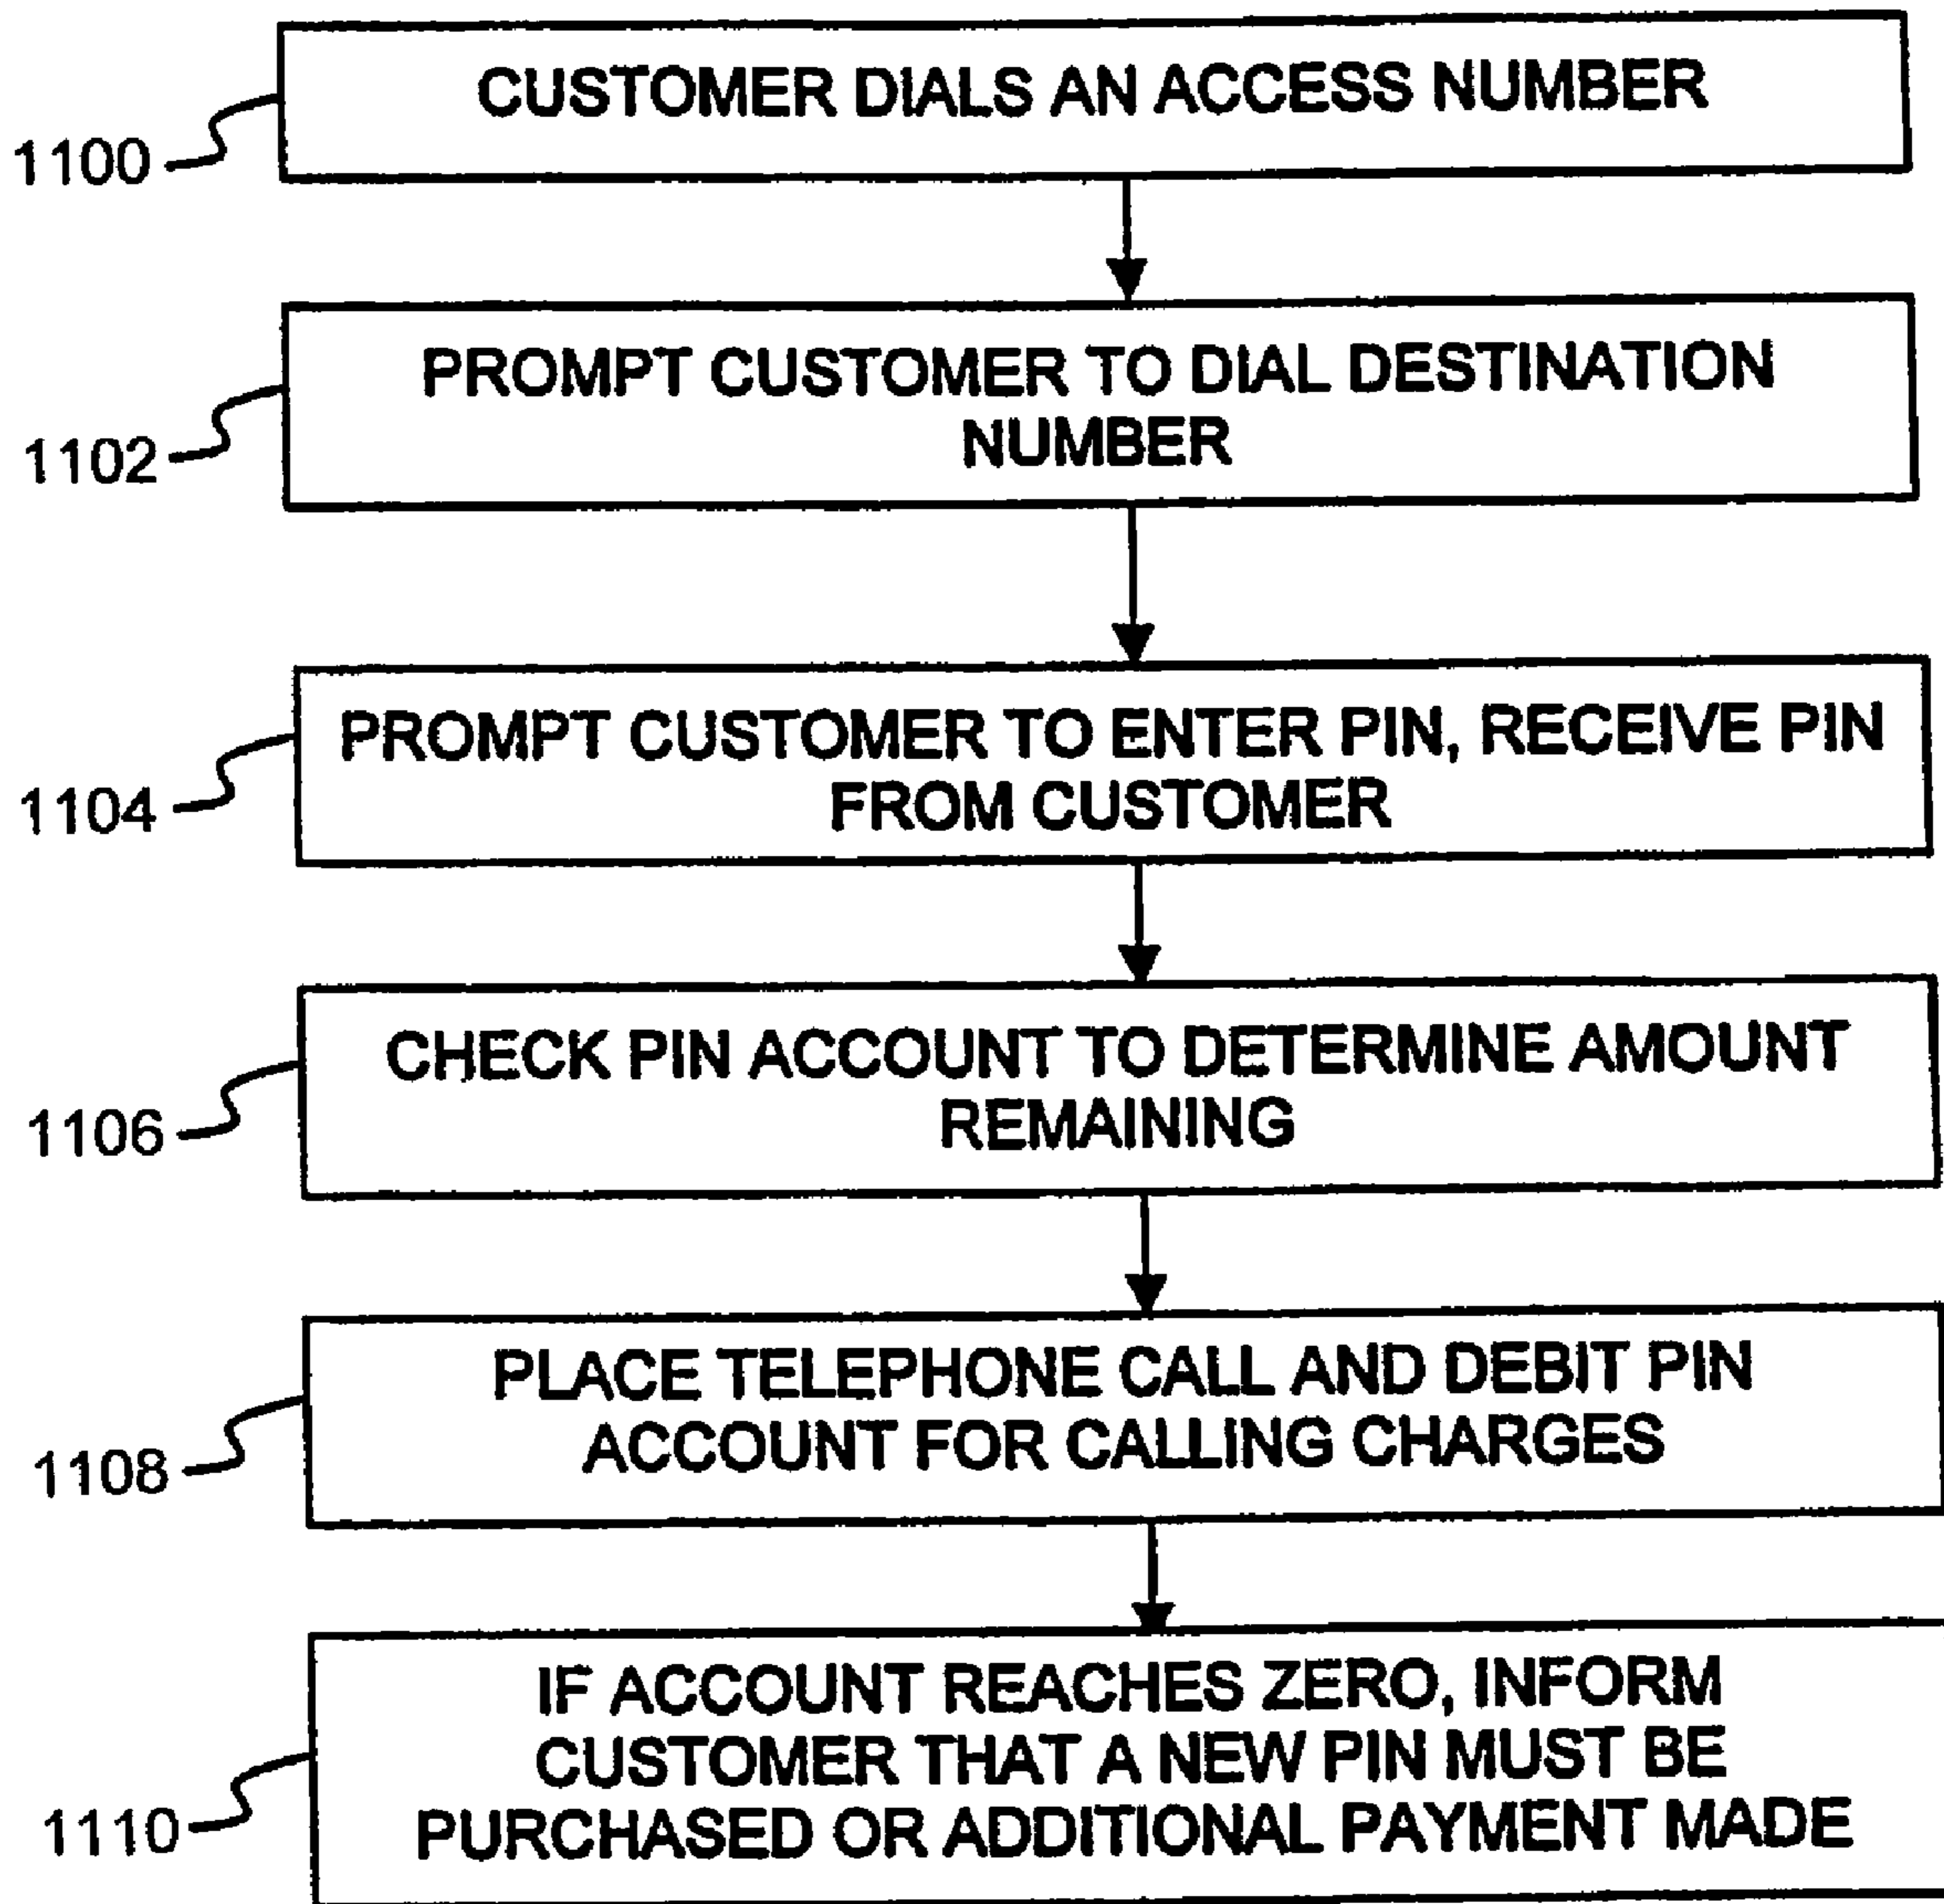 CUSTOMER DIALS AN ACCESS NUMBER
1100
PROMPT CUSTOMER TO DIAL DESTINATION
NUMBER
1102
PROMPT CUSTOMER TO ENTER PIN, RECEIVE PIN
FROM CUSTOMER
1104
CHECK PIN ACCOUNT TO DETERMINE AMOUNT
REMAINING
1106
PLACE TELEPHONE CALL AND DEBIT PIN
ACCOUNT FOR CALLING CHARGES
1108
IF ACCOUNT REACHES ZERO, INFORM
CUSTOMER THAT A NEW PIN MUST BE
PURCHASED OR ADDITIONAL PAYMENT MADE
1110